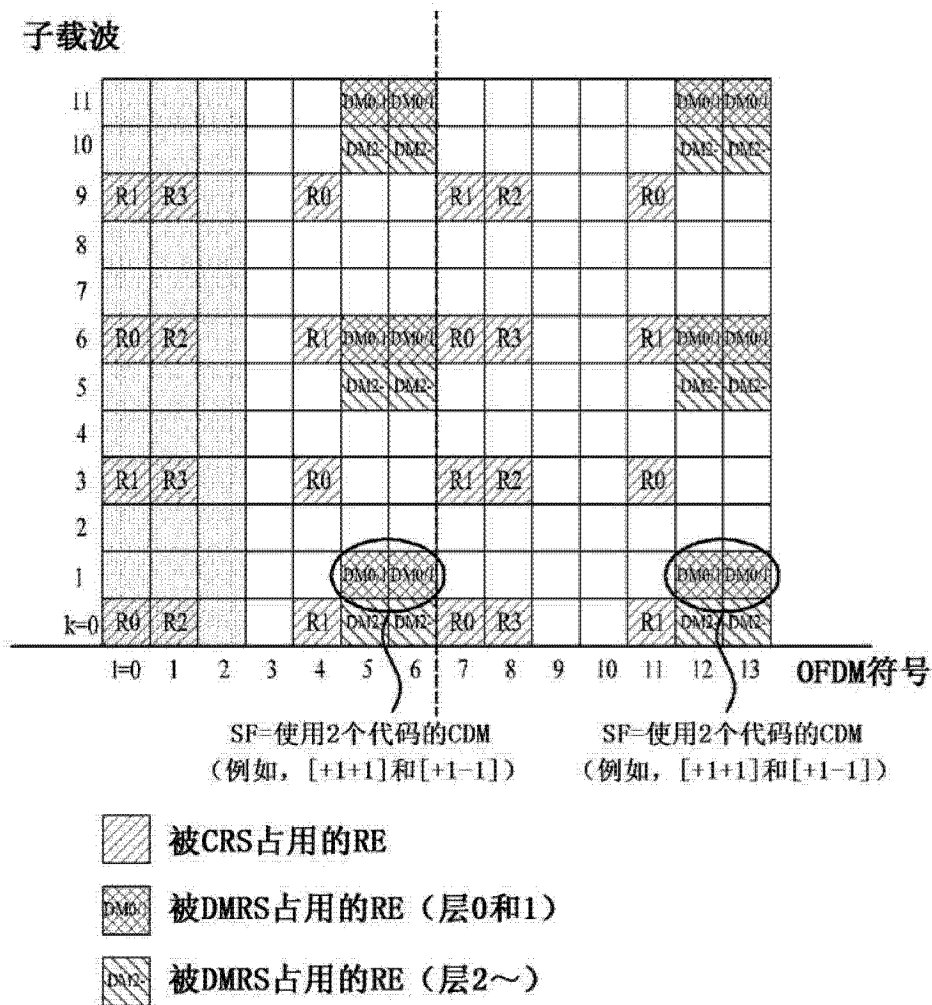 子载波
11 DM0/1 DM0/1 DM0/1 DM0/1
10 DM2- DM2- DM2- DM2-
9 R1 R3 R0 R1 R2 R0
8
7
6 R0 R2 R1 DM0/1 DM0/1 R0 R3 R1 DM0/1 DM0/1
5 DM2- DM2- DM2- DM2-
4
3 R1 R3 R0 R1 R2 R0
2
1 DM0/1 DM0/1 DM0/1 DM0/1
k=0 R0 R2 R1 DM2- DM2- R0 R3 R1 DM2- DM2-
l=0 1 2 3 4 5 6 7 8 9 10 11 12 13 OFDM符号
SF=使用2个代码的CDM
(例如, [+1+1]和[+1-1])
SF=使用2个代码的CDM
(例如, [+1+1]和[+1-1])
被CRS占用的RE
DM0/1 被DMRS占用的RE（层0和1）
DM2- 被DMRS占用的RE（层2～）